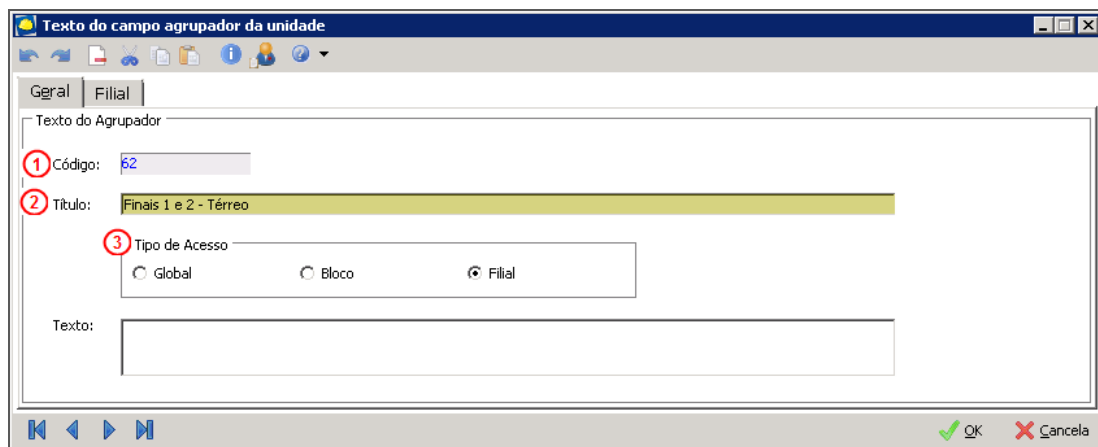 Texto do campo agrupador da unidade
Geral Filial
Texto do Agrupador
1 Código: 62
2 Título: Finais 1 e 2 - Térreo
3 Tipo de Acesso
Global Bloco Filial
Texto:
OK Cancela